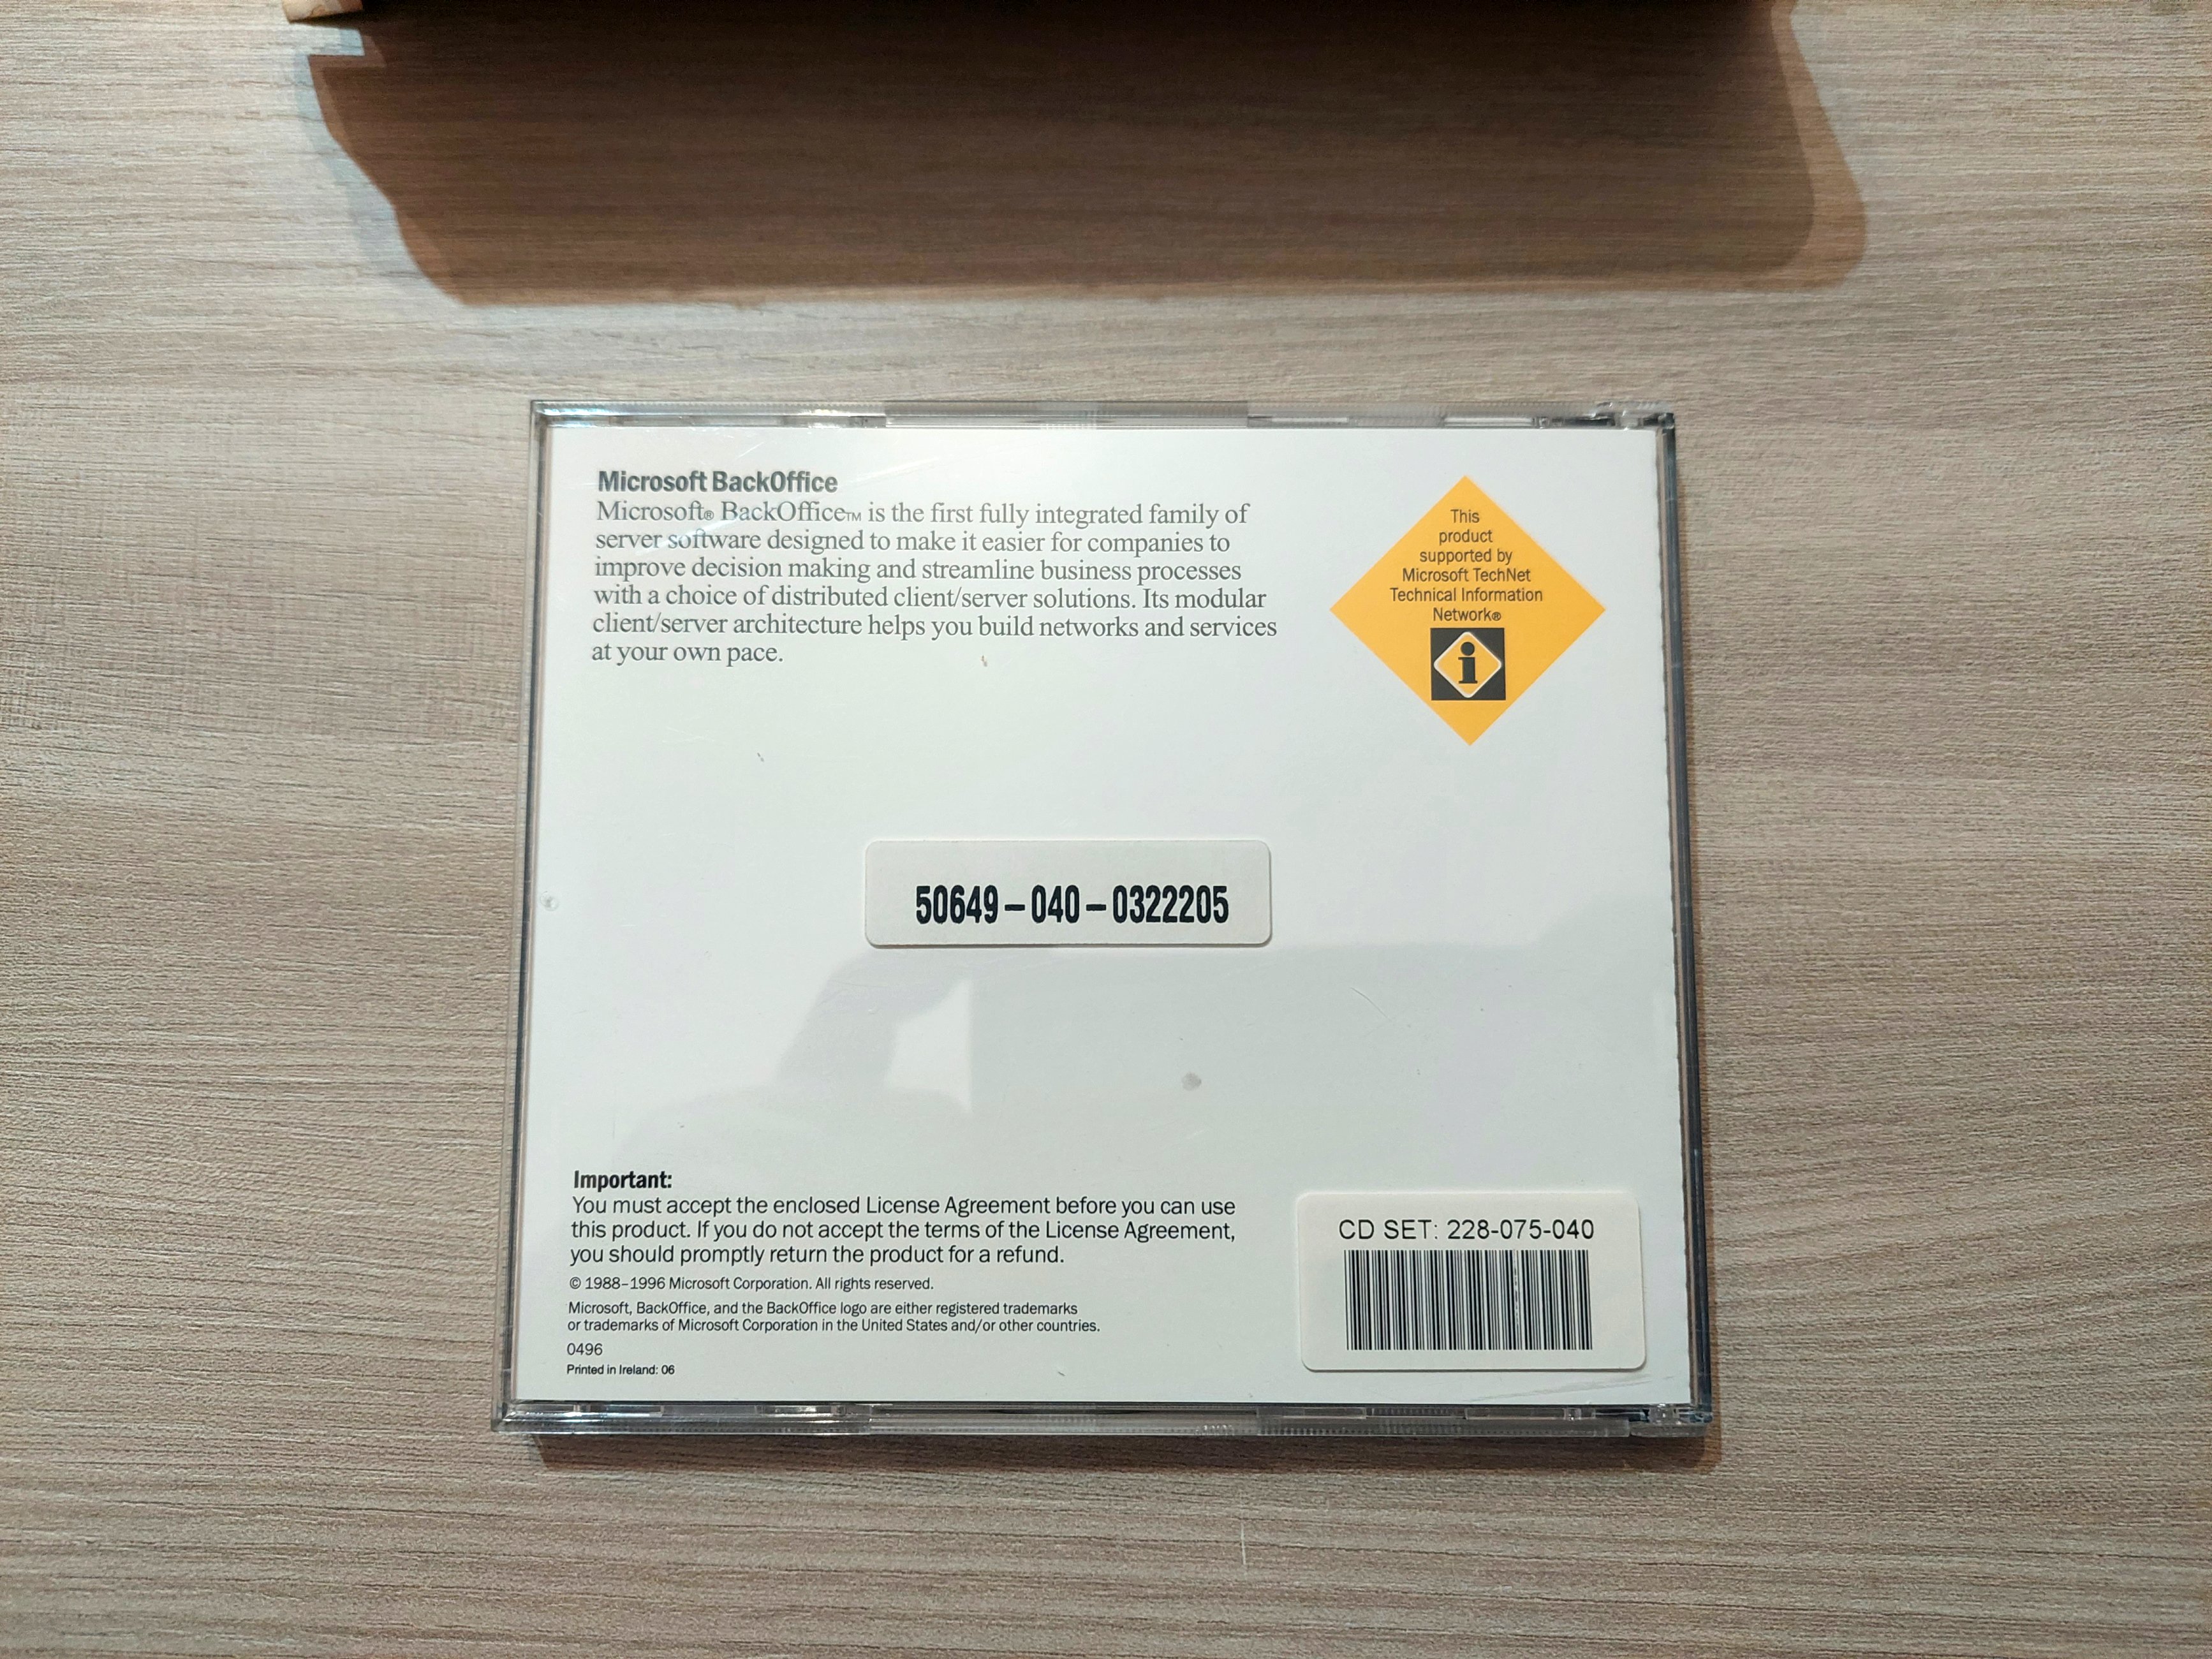 Microsoft BackOffice
Microsoft® BackOffice™ is the first fully integrated family of
server software designed to make it easier for companies to
improve decision making and streamline business processes
with a choice of distributed client/server solutions. Its modular
client/server architecture helps you build networks and services
at your own pace.
This
product
supported by
Microsoft TechNet
Technical Information
Network®
i
50649-040-0322205
Important:
You must accept the enclosed License Agreement before you can use
this product. If you do not accept the terms of the License Agreement,
you should promptly return the product for a refund.
© 1988–1996 Microsoft Corporation. All rights reserved.
Microsoft, BackOffice, and the BackOffice logo are either registered trademarks
or trademarks of Microsoft Corporation in the United States and/or other countries.
0496
Printed in Ireland: 06
CD SET: 228-075-040